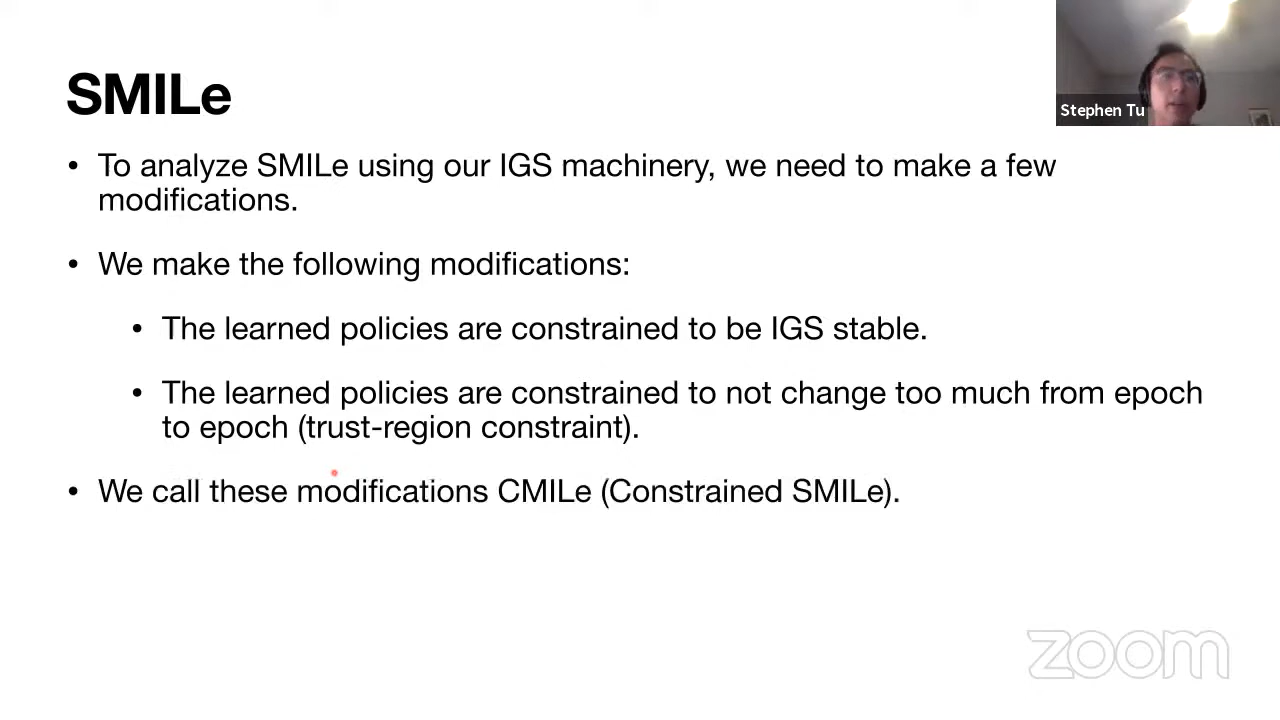 SMILe
Stephen Tu
• To analyze SMILe using our IGS machinery, we need to make a few
modifications.
• We make the following modifications:
• The learned policies are constrained to be IGS stable.
• The learned policies are constrained to not change too much from epoch
to epoch (trust-region constraint).
• We call these modifications CMILe (Constrained SMILe).
zoom